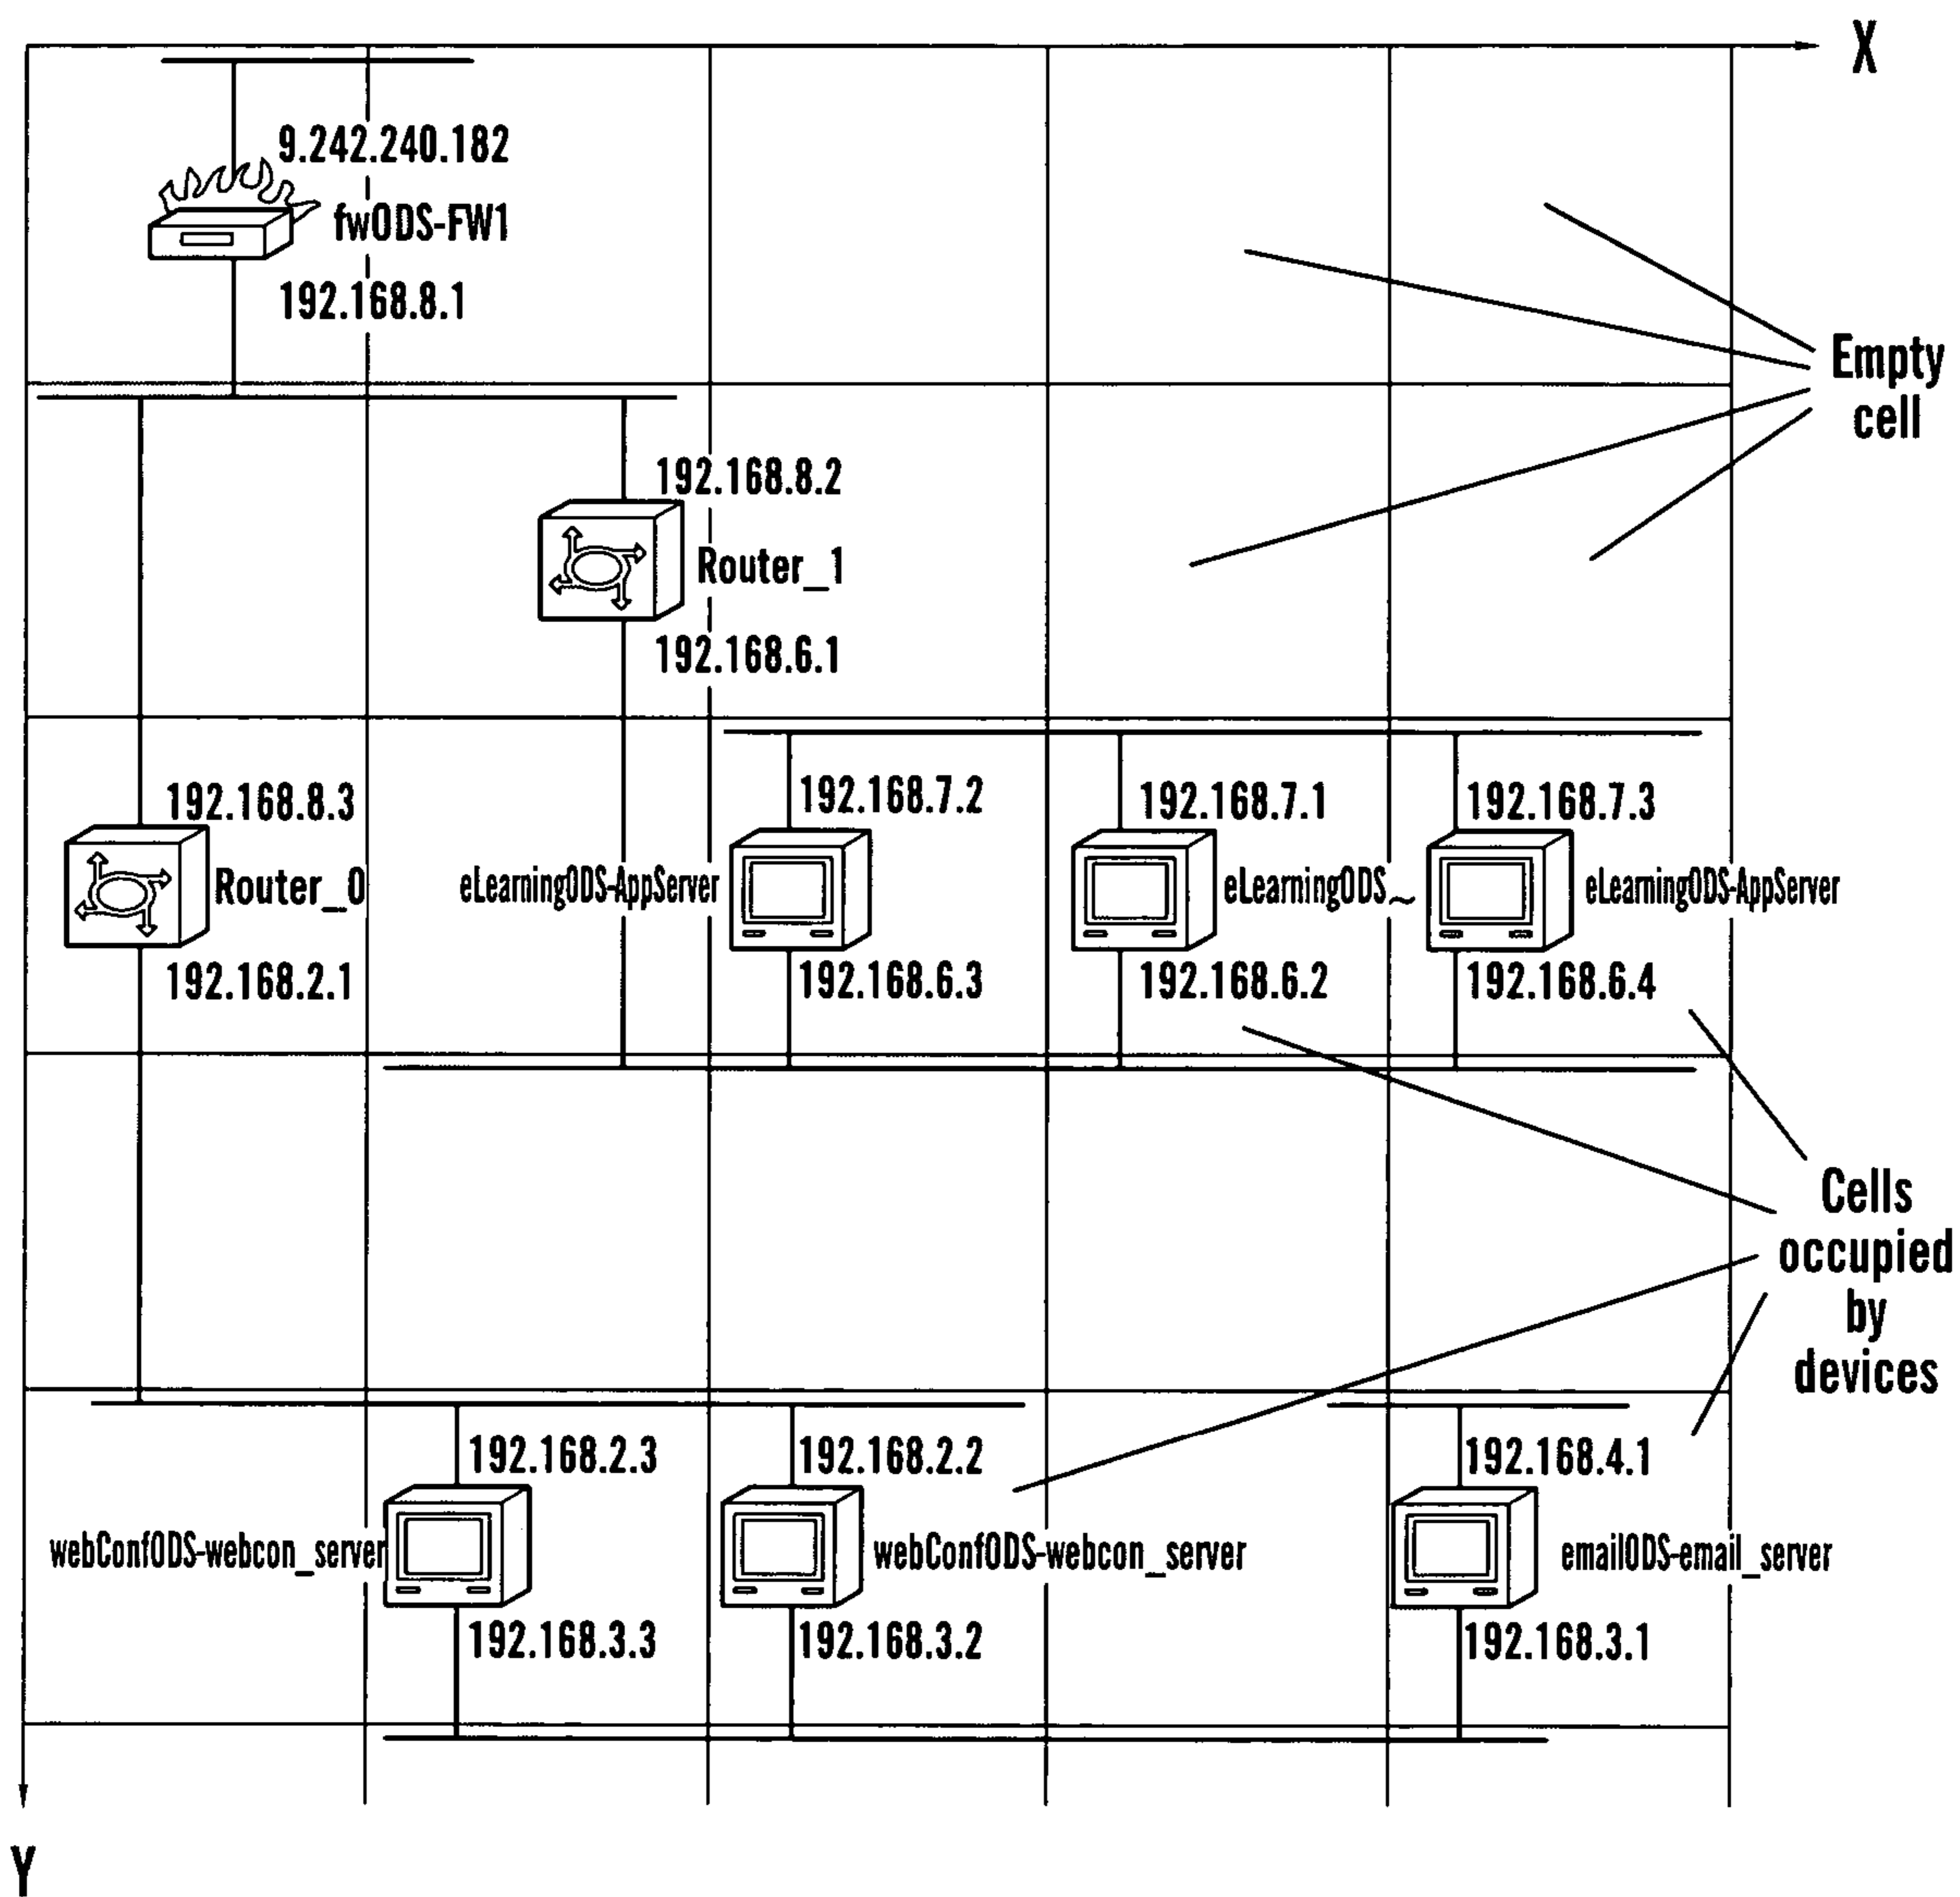 X
9.242.240.182
fwODS-FW1
192.168.8.1
Empty
cell
192.168.8.2
Router_1
192.168.6.1
192.168.8.3
Router_0
192.168.2.1
192.168.7.2
eLearningODS-AppServer
192.168.6.3
192.168.7.1
eLearningODS~
192.168.6.2
192.168.7.3
eLearningODS-AppServer
192.168.6.4
Cells
occupied
by
devices
192.168.2.3
webConfODS-webcon_server
192.168.3.3
192.168.2.2
webConfODS-webcon_server
192.168.3.2
192.168.4.1
emailODS-email_server
192.168.3.1
Y